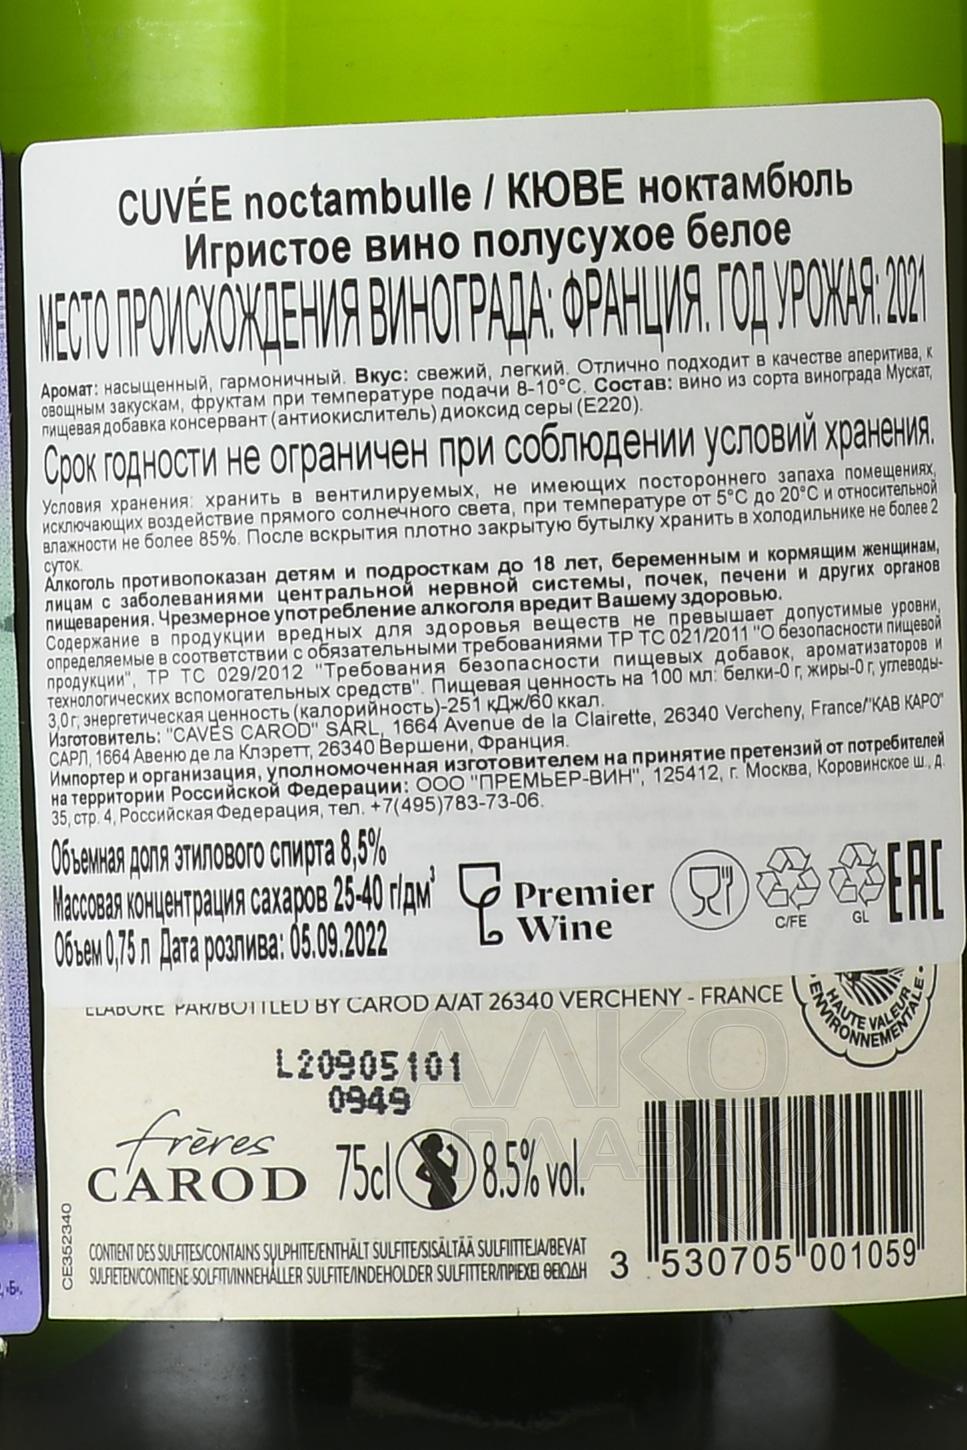 CUVÉE noctambulle / КЮВЕ ноктамбюль
Игристое вино полусухое белое
МЕСТО ПРОИСХОЖДЕНИЯ ВИНОГРАДА: ФРАНЦИЯ. ГОД УРОЖАЯ: 2021
Аромат: насыщенный, гармоничный. Вкус: свежий, легкий. Отлично подходит в качестве аперитива, к
овощным закускам, фруктам при температуре подачи 8-10°С. Состав: вино из сорта винограда Мускат,
пищевая добавка консервант (антиокислитель) диоксид серы (Е220).
Срок годности не ограничен при соблюдении условий хранения.
Условия хранения: хранить в вентилируемых, не имеющих постороннего запаха помещениях,
исключающих воздействие прямого солнечного света, при температуре от 5°С до 20°С и относительной
влажности не более 85%. После вскрытия плотно закрытую бутылку хранить в холодильнике не более 2
суток.
Алкоголь противопоказан детям и подросткам до 18 лет, беременным и кормящим женщинам,
лицам с заболеваниями центральной нервной системы, почек, печени и других органов
пищеварения. Чрезмерное употребление алкоголя вредит Вашему здоровью.
Содержание в продукции вредных для здоровья веществ не превышает допустимые уровни,
определяемые в соответствии с обязательными требованиями ТР ТС 021/2011 "О безопасности пищевой
продукции", ТР ТС 029/2012 "Требования безопасности пищевых добавок, ароматизаторов и
технологических вспомогательных средств". Пищевая ценность на 100 мл: белки-0 г, жиры-0 г, углеводы-
3,0 г; энергетическая ценность (калорийность)-251 кДж/60 ккал.
Изготовитель: "CAVES CAROD" SARL, 1664 Avenue de la Clairette, 26340 Vercheny, France/"КАВ КАРО"
САРЛ, 1664 Авеню де ла Клэретт, 26340 Вершени, Франция.
Импортер и организация, уполномоченная изготовителем на принятие претензий от потребителей
на территории Российской Федерации: ООО "ПРЕМЬЕР-ВИН", 125412, г. Москва, Коровинское ш., д.
35, стр. 4, Российская Федерация, тел. +7(495)783-73-06.
Объемная доля этилового спирта 8,5%
Массовая концентрация сахаров 25-40 г/дм³
Объем 0,75 л Дата розлива: 05.09.2022
Premier
Wine
C/FE
GL
EAC
ELABORE PAR/BOTTLED BY CAROD A/AT 26340 VERCHENY - FRANCE
HAUTE VALEUR
ENVIRONNEMENTALE
L20905101
0949
frères
CAROD
75cl
8.5% vol.
CE352340
CONTIENT DES SULFITES/CONTAINS SULPHITE/ENTHÄLT SULFITE/SISÄLTÄÄ SULFIITTEJA/BEVAT
SULFIETEN/CONTIENE SOLFITI/INNEHÅLLER SULFITE/INDEHOLDER SULFITTER/ΠΡΙΕΧΕΙ ΘΕΙΩΔΗ
3 530705 001059
АЛКО
ПЛАЗА